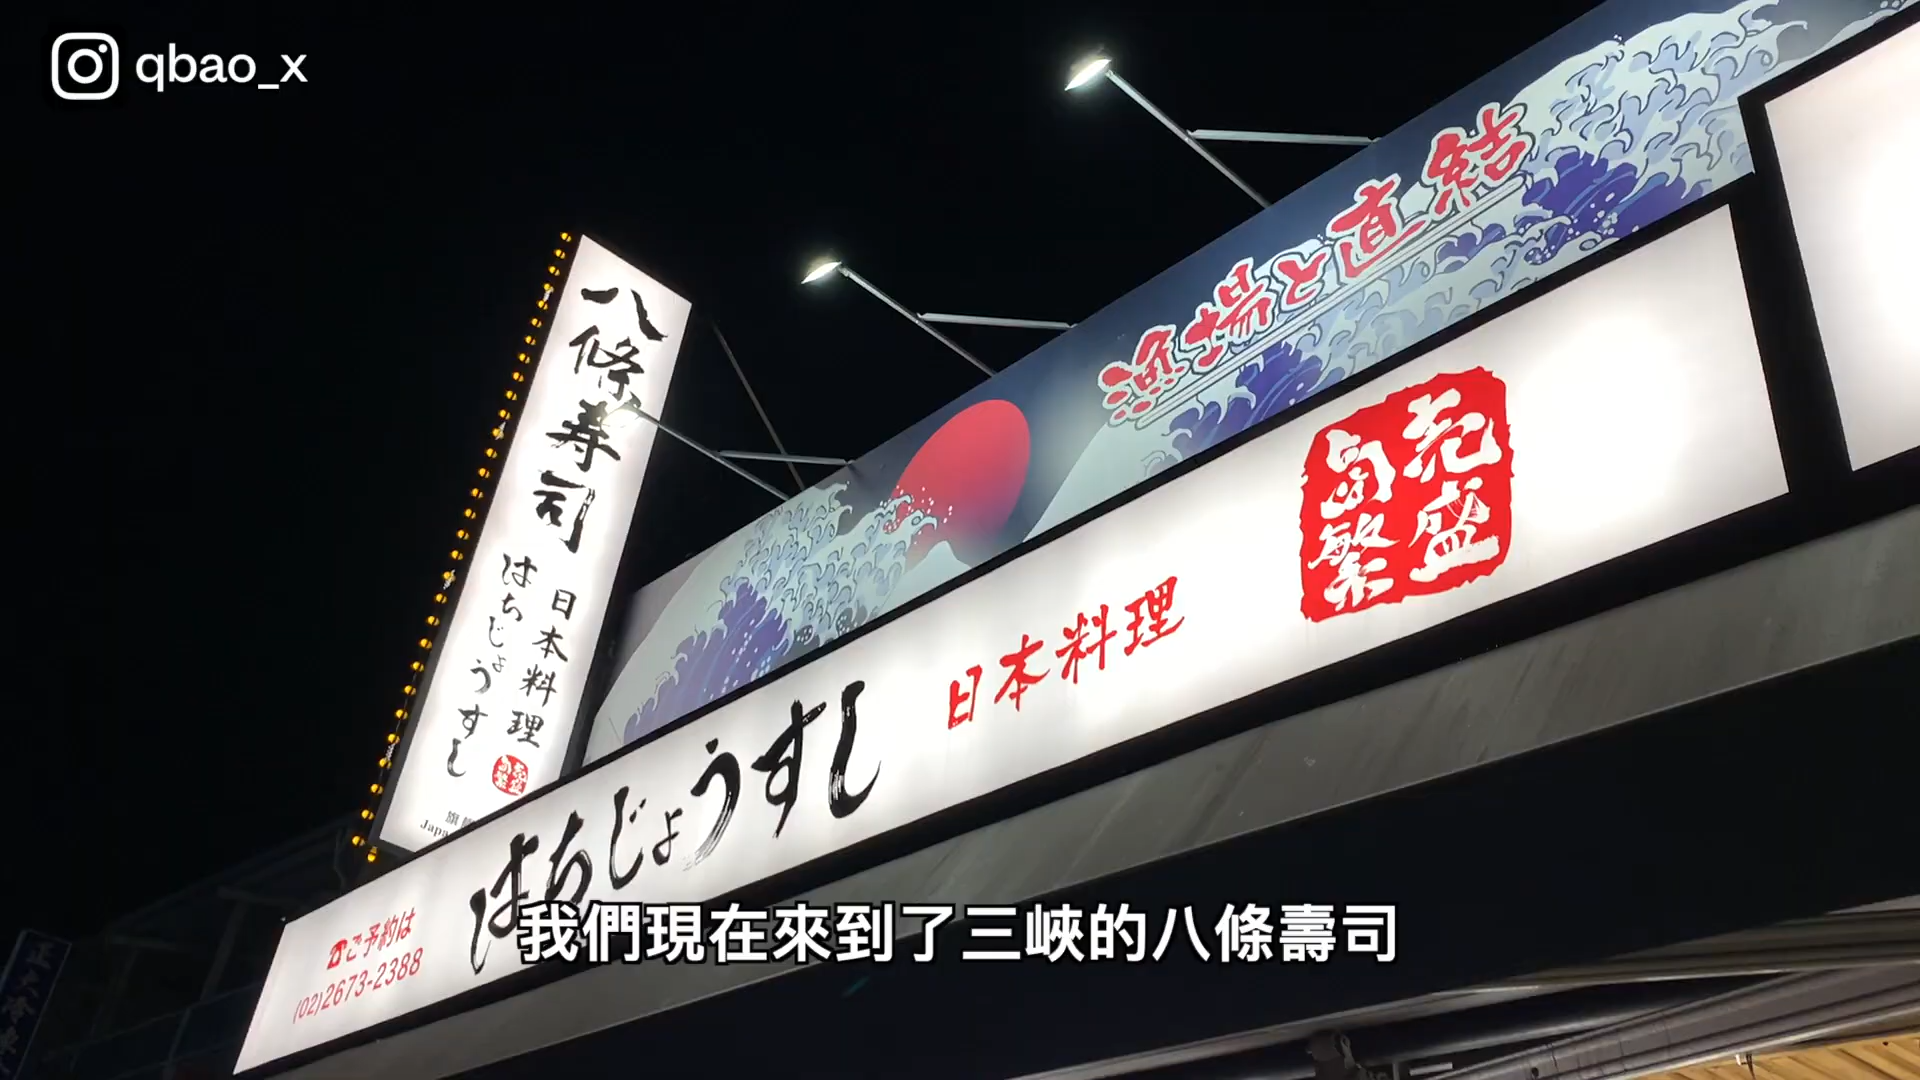 qbao_x
漁場と直結
八條寿司
日本料理
はちじょうすし
はちじょうすし
日本料理
商売
繁盛
☎ご予約は
(02)2673-2388
我們現在來到了三峽的八條壽司